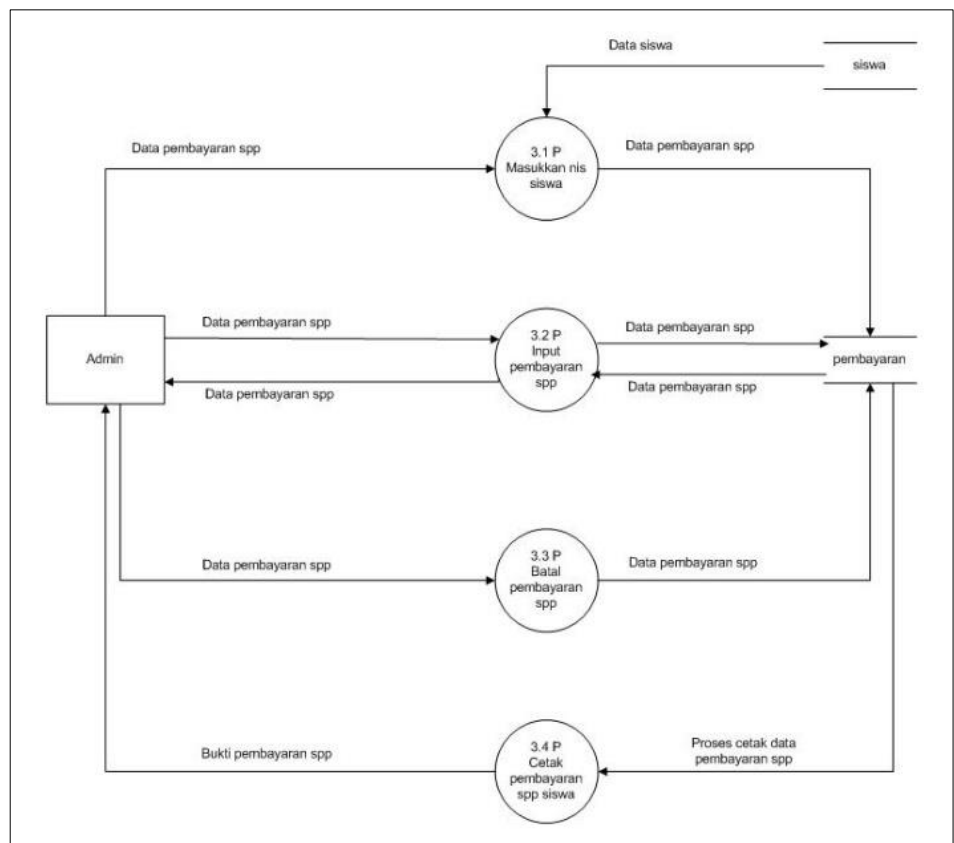 Data siswa
siswa
Data pembayaran spp
3.1 P
Masukkan nis
siswa
Data pembayaran spp
Admin
Data pembayaran spp
Data pembayaran spp
3.2 P
Input
pembayaran
spp
Data pembayaran spp
Data pembayaran spp
pembayaran
Data pembayaran spp
3.3 P
Batal
pembayaran
spp
Data pembayaran spp
Bukti pembayaran spp
3.4 P
Cetak
pembayaran
spp siswa
Proses cetak data
pembayaran spp